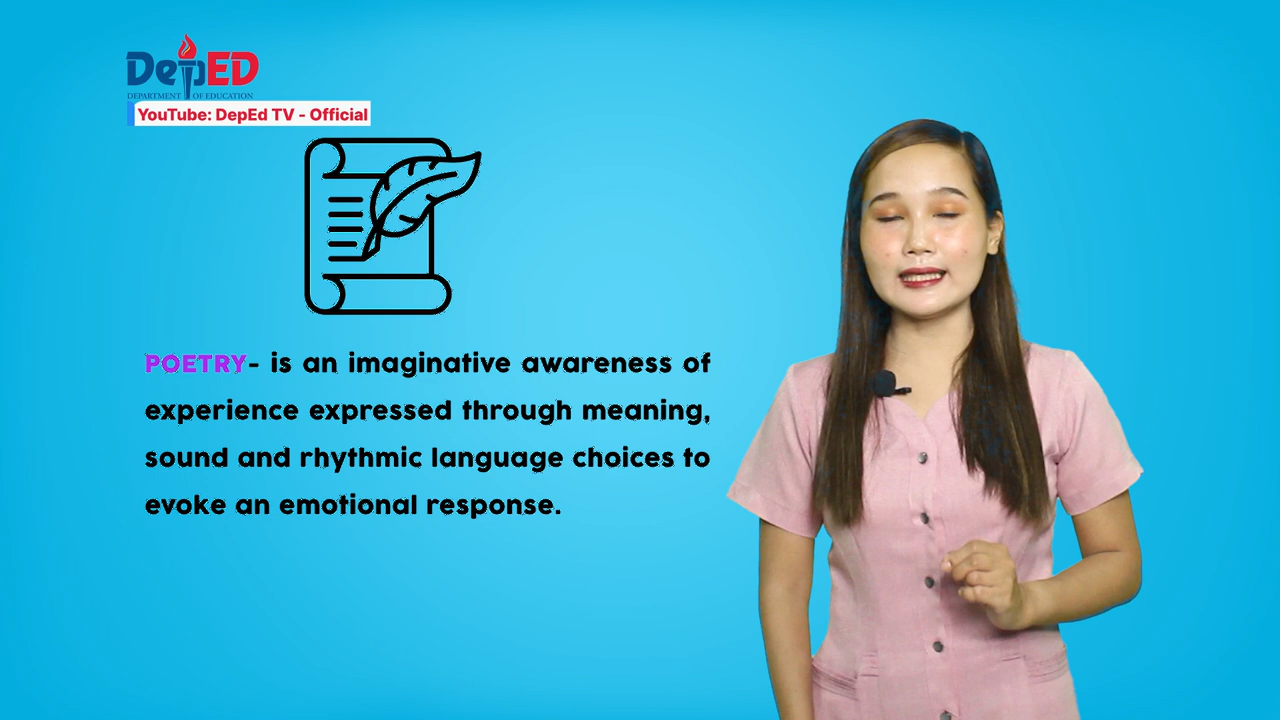 DepED
DEPARTMENT OF EDUCATION
YouTube: DepEd TV - Official
POETRY- is an imaginative awareness of
experience expressed through meaning,
sound and rhythmic language choices to
evoke an emotional response.